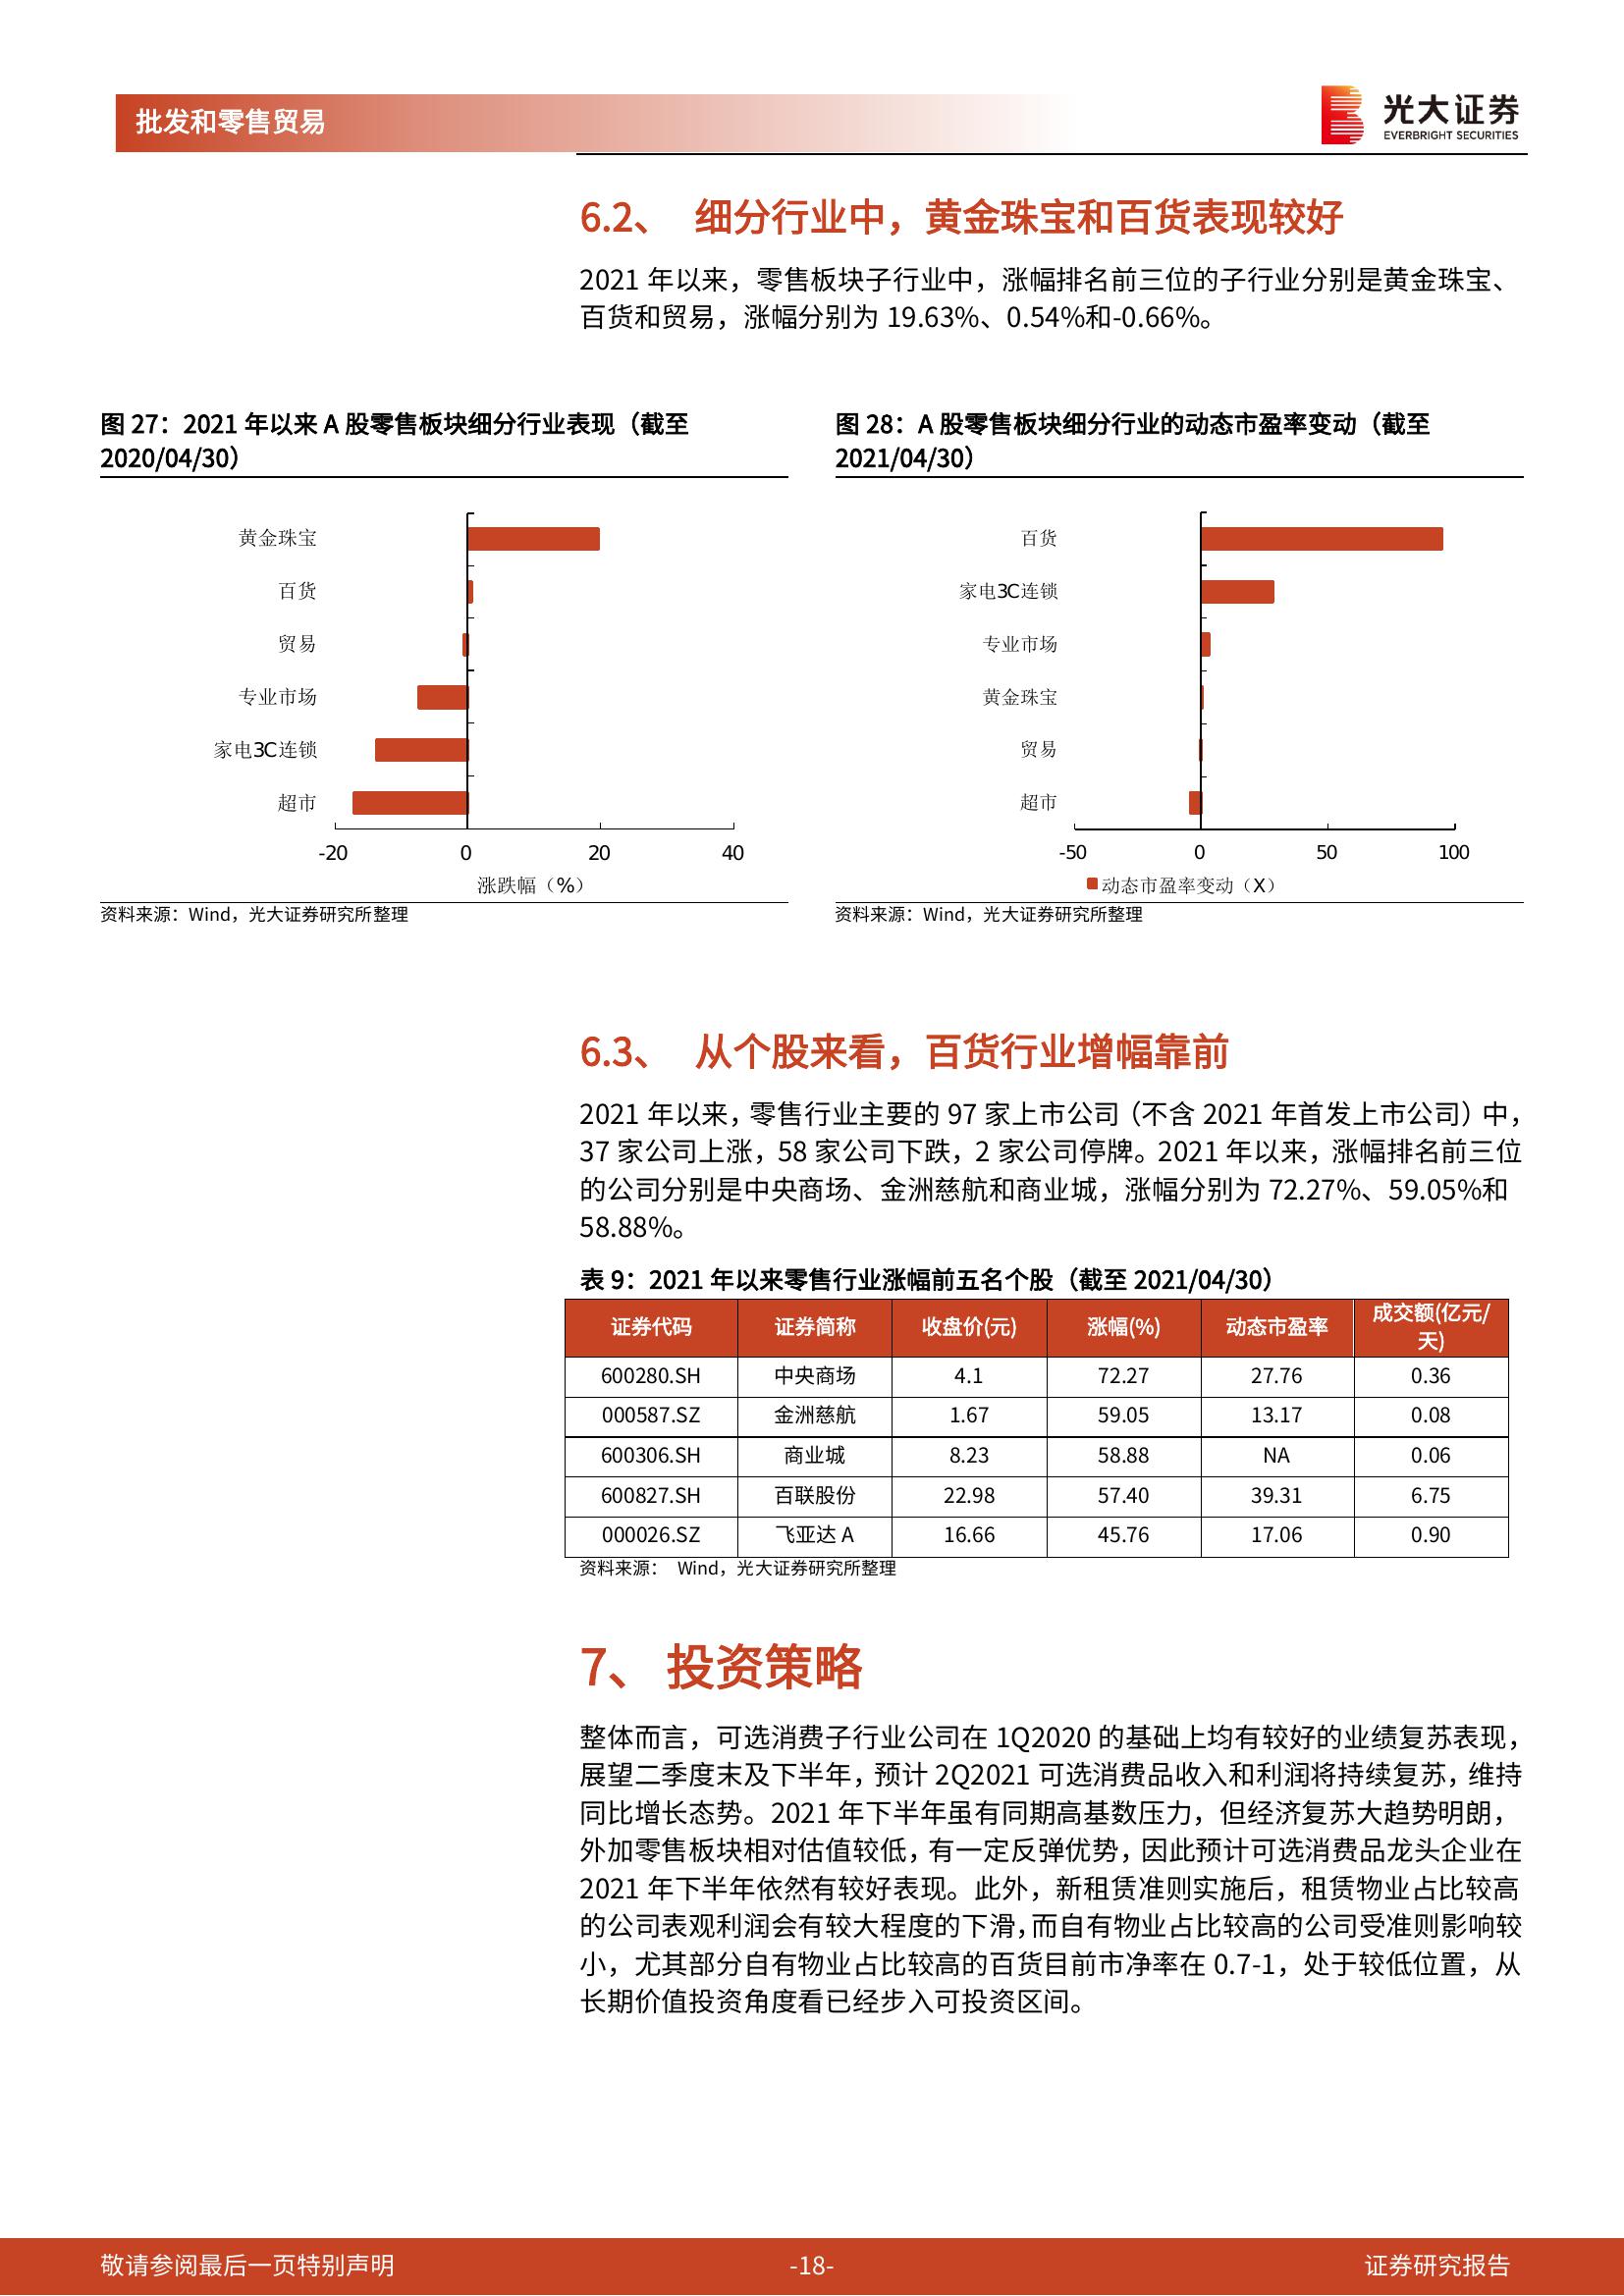 批发和零售贸易
光大证券
EVERBRIGHT SECURITIES
6.2、 细分行业中，黄金珠宝和百货表现较好
2021 年以来，零售板块子行业中，涨幅排名前三位的子行业分别是黄金珠宝、
百货和贸易，涨幅分别为 19.63%、0.54%和-0.66%。
图 27：2021 年以来 A 股零售板块细分行业表现（截至
2020/04/30）
黄金珠宝
百货
贸易
专业市场
家电3C连锁
超市
-20 0 20 40
涨跌幅（%）
资料来源：Wind，光大证券研究所整理
图 28：A 股零售板块细分行业的动态市盈率变动（截至
2021/04/30）
百货
家电3C连锁
专业市场
黄金珠宝
贸易
超市
-50 0 50 100
动态市盈率变动（X）
资料来源：Wind，光大证券研究所整理
6.3、 从个股来看，百货行业增幅靠前
2021 年以来，零售行业主要的 97 家上市公司（不含 2021 年首发上市公司）中，
37 家公司上涨，58 家公司下跌，2 家公司停牌。2021 年以来，涨幅排名前三位
的公司分别是中央商场、金洲慈航和商业城，涨幅分别为 72.27%、59.05%和
58.88%。
表 9：2021 年以来零售行业涨幅前五名个股（截至 2021/04/30）
证券代码 证券简称 收盘价(元) 涨幅(%) 动态市盈率 成交额(亿元/
天)
600280.SH 中央商场 4.1 72.27 27.76 0.36
000587.SZ 金洲慈航 1.67 59.05 13.17 0.08
600306.SH 商业城 8.23 58.88 NA 0.06
600827.SH 百联股份 22.98 57.40 39.31 6.75
000026.SZ 飞亚达 A 16.66 45.76 17.06 0.90
资料来源： Wind，光大证券研究所整理
7、 投资策略
整体而言，可选消费子行业公司在 1Q2020 的基础上均有较好的业绩复苏表现，
展望二季度末及下半年，预计 2Q2021 可选消费品收入和利润将持续复苏，维持
同比增长态势。2021 年下半年虽有同期高基数压力，但经济复苏大趋势明朗，
外加零售板块相对估值较低，有一定反弹优势，因此预计可选消费品龙头企业在
2021 年下半年依然有较好表现。此外，新租赁准则实施后，租赁物业占比较高
的公司表观利润会有较大程度的下滑，而自有物业占比较高的公司受准则影响较
小，尤其部分自有物业占比较高的百货目前市净率在 0.7-1，处于较低位置，从
长期价值投资角度看已经步入可投资区间。
敬请参阅最后一页特别声明 -18- 证券研究报告